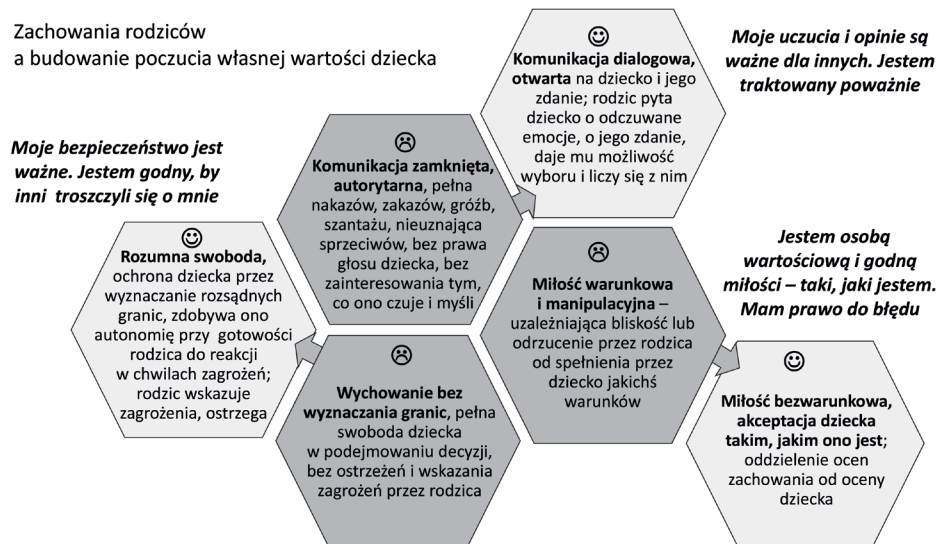 Zachowania rodziców
a budowanie poczucia własnej wartości dziecka
Komunikacja dialogowa,
otwarta na dziecko i jego
zdanie; rodzic pyta
dziecko o odczuwane
emocje, o jego zdanie,
daje mu możliwość
wyboru i liczy się z nim
Moje uczucia i opinie są
ważne dla innych. Jestem
traktowany poważnie
Moje bezpieczeństwo jest
ważne. Jestem godny, by
inni troszczyli się o mnie
Komunikacja zamknięta,
autorytarna, pełna
nakazów, zakazów, gróźb,
szantażu, nieuznająca
sprzeciwów, bez prawa
głosu dziecka, bez
zainteresowania tym,
co ono czuje i myśli
Rozumna swoboda,
ochrona dziecka przez
wyznaczanie rozsądnych
granic, zdobywa ono
autonomię przy gotowości
rodzica do reakcji
w chwilach zagrożeń;
rodzic wskazuje
zagrożenia, ostrzega
Miłość warunkowa
i manipulacyjna –
uzależniająca bliskość lub
odrzucenie przez rodzica
od spełnienia przez
dziecko jakichś
warunków
Jestem osobą
wartościową i godną
miłości – taki, jaki jestem.
Mam prawo do błędu
Wychowanie bez
wyznaczania granic, pełna
swoboda dziecka
w podejmowaniu decyzji,
bez ostrzeżeń i wskazania
zagrożeń przez rodzica
Miłość bezwarunkowa,
akceptacja dziecka
takim, jakim ono jest;
oddzielenie ocen
zachowania od oceny
dziecka